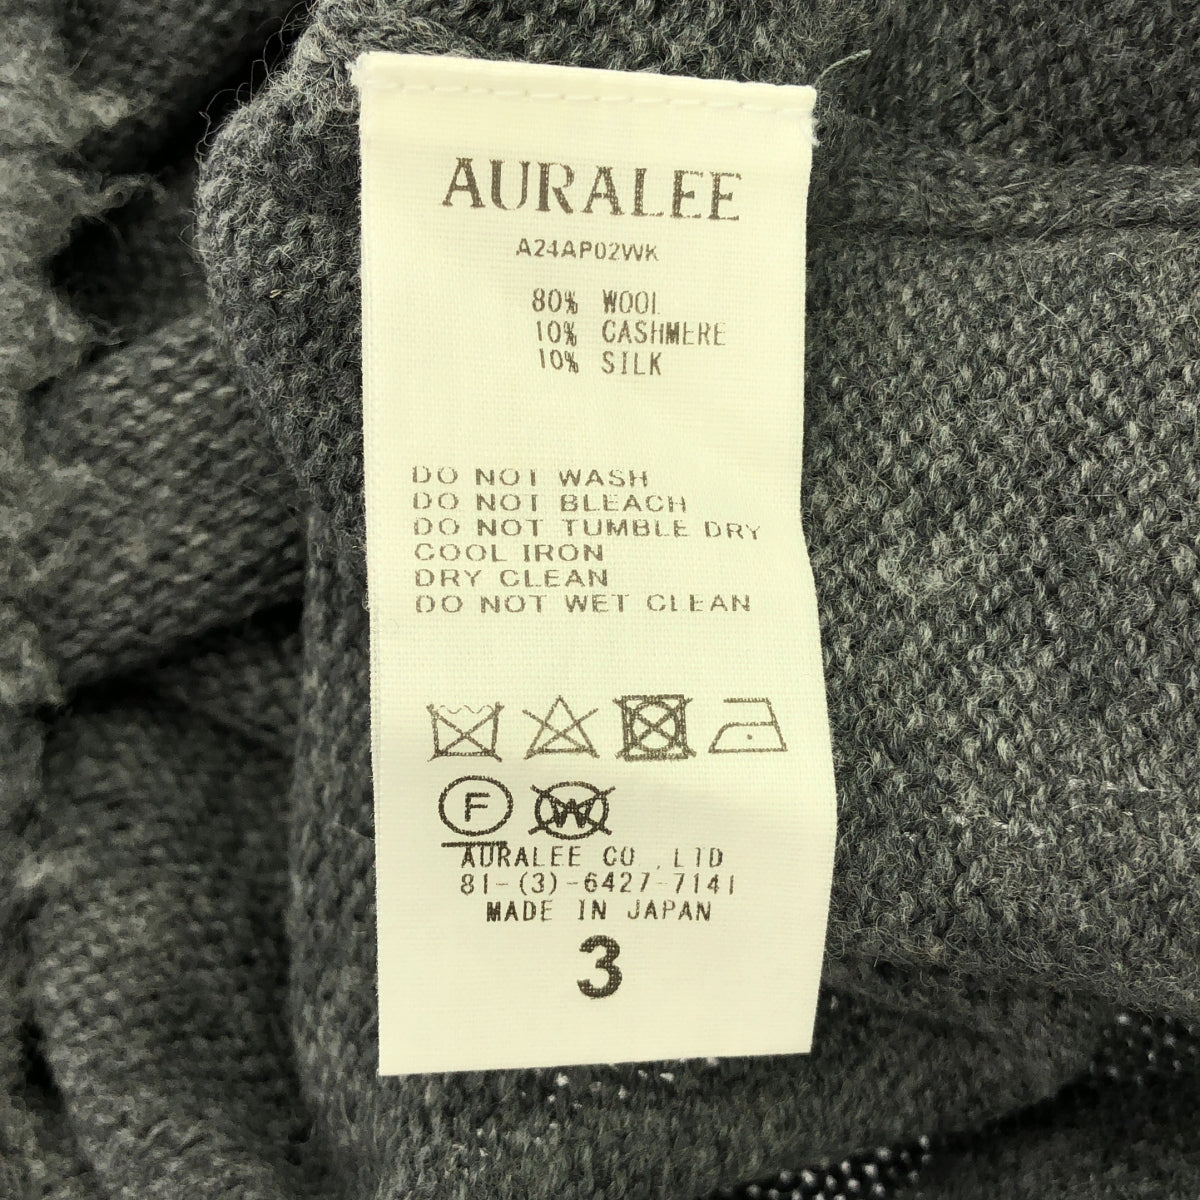 AURALEE
A24AP02WK
80% WOOL
10% CASHMERE
10% SILK
DO NOT WASH
DO NOT BLEACH
DO NOT TUMBLE DRY
COOL IRON
DRY CLEAN
DO NOT WET CLEAN
F W
AURALEE CO.,LTD
81-(3)-6427-7141
MADE IN JAPAN
3